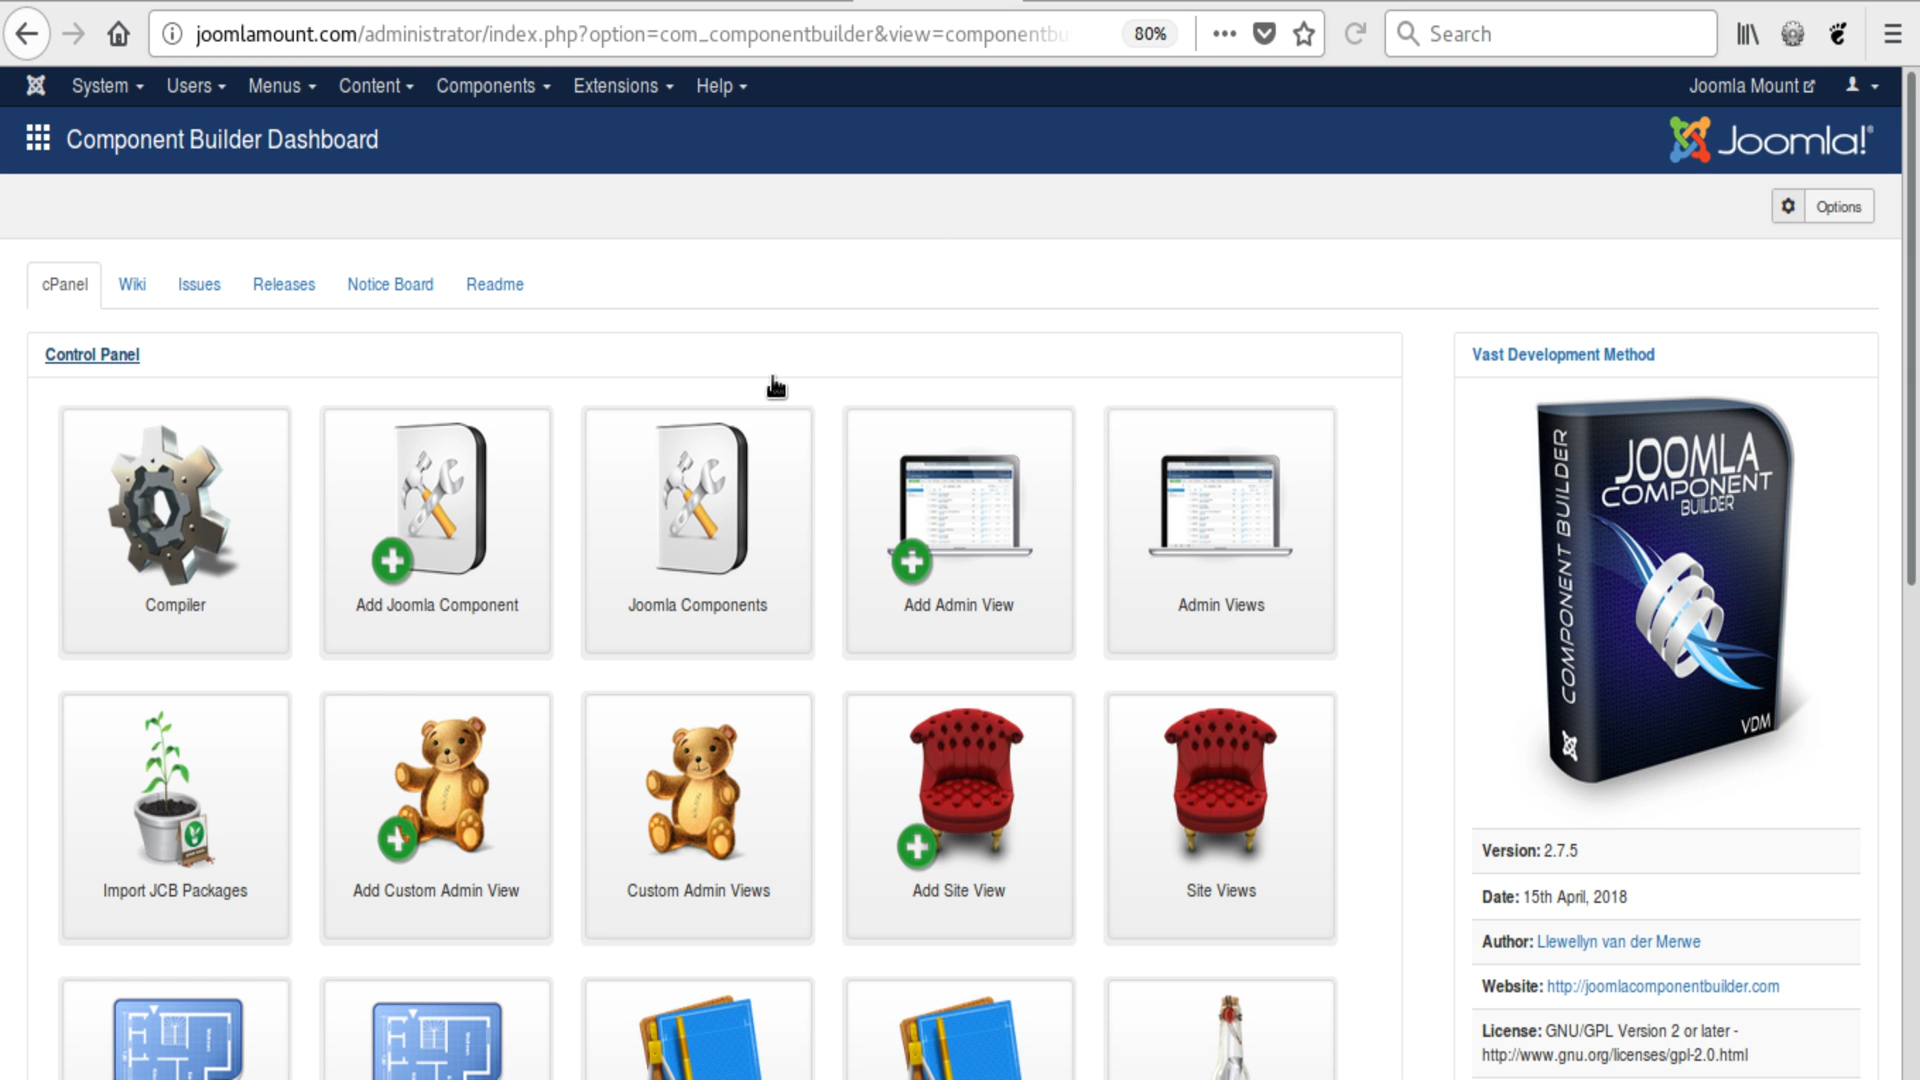 joomlamount.com/administrator/index.php?option=com_componentbuilder&view=componentbu
80%
Search
System
Users
Menus
Content
Components
Extensions
Help
Joomla Mount
Component Builder Dashboard
Joomla!®
Options
cPanel
Wiki
Issues
Releases
Notice Board
Readme
Control Panel
Compiler
Add Joomla Component
Joomla Components
Add Admin View
Admin Views
Import JCB Packages
Add Custom Admin View
Custom Admin Views
Add Site View
Site Views
Vast Development Method
COMPONENT BUILDER
JOOMLA
COMPONENT
BUILDER
VDM
Version: 2.7.5
Date: 15th April, 2018
Author: Llewellyn van der Merwe
Website: http://joomlacomponentbuilder.com
License: GNU/GPL Version 2 or later -
http://www.gnu.org/licenses/gpl-2.0.html